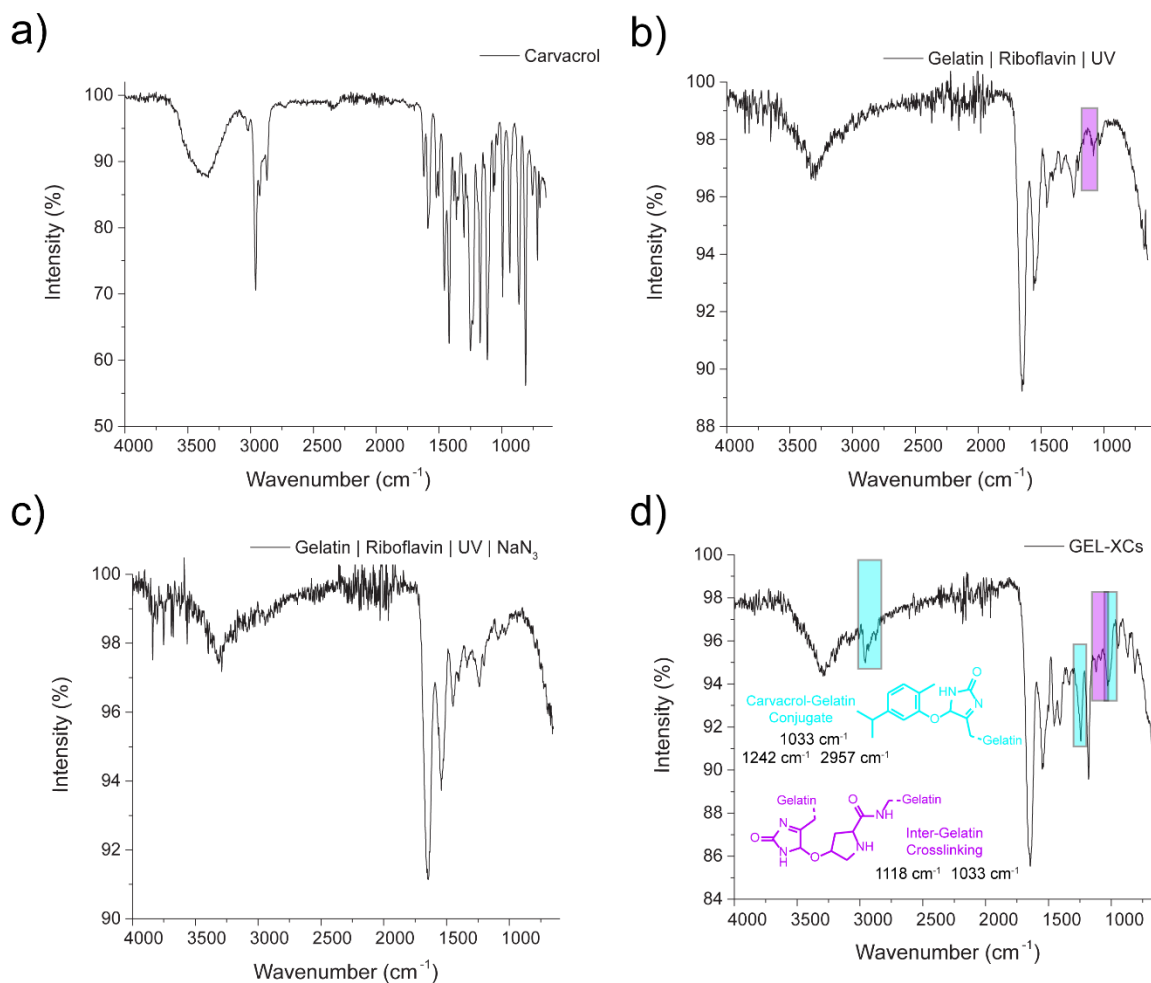 a)
Carvacrol
100
90
80
70
60
50
Intensity (%)
4000 3500 3000 2500 2000 1500 1000
Wavenumber (cm⁻¹)
b)
Gelatin | Riboflavin | UV
100
98
96
94
92
90
88
Intensity (%)
4000 3500 3000 2500 2000 1500 1000
Wavenumber (cm⁻¹)
c)
Gelatin | Riboflavin | UV | NaN₃
100
98
96
94
92
90
Intensity (%)
4000 3500 3000 2500 2000 1500 1000
Wavenumber (cm⁻¹)
d)
GEL-XCs
100
98
96
94
92
90
88
86
84
Intensity (%)
Carvacrol-Gelatin
Conjugate
1033 cm⁻¹
1242 cm⁻¹ 2957 cm⁻¹
HN
O
N
O
Gelatin
Gelatin
O
Gelatin
N
NH
O
N
H
O
NH
Inter-Gelatin
Crosslinking
1118 cm⁻¹ 1033 cm⁻¹
4000 3500 3000 2500 2000 1500 1000
Wavenumber (cm⁻¹)